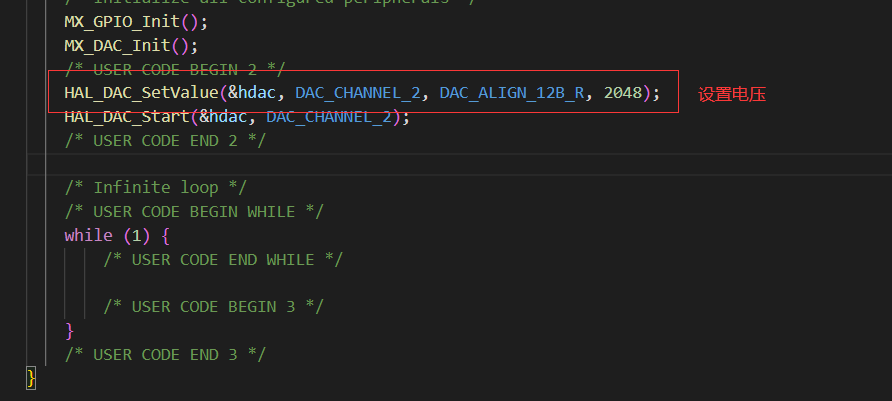 /* Initialize all configured peripherals */
MX_GPIO_Init();
MX_DAC_Init();
/* USER CODE BEGIN 2 */
HAL_DAC_SetValue(&hdac, DAC_CHANNEL_2, DAC_ALIGN_12B_R, 2048); 设置电压
HAL_DAC_Start(&hdac, DAC_CHANNEL_2);
/* USER CODE END 2 */
/* Infinite loop */
/* USER CODE BEGIN WHILE */
while (1) {
/* USER CODE END WHILE */
/* USER CODE BEGIN 3 */
}
/* USER CODE END 3 */
}